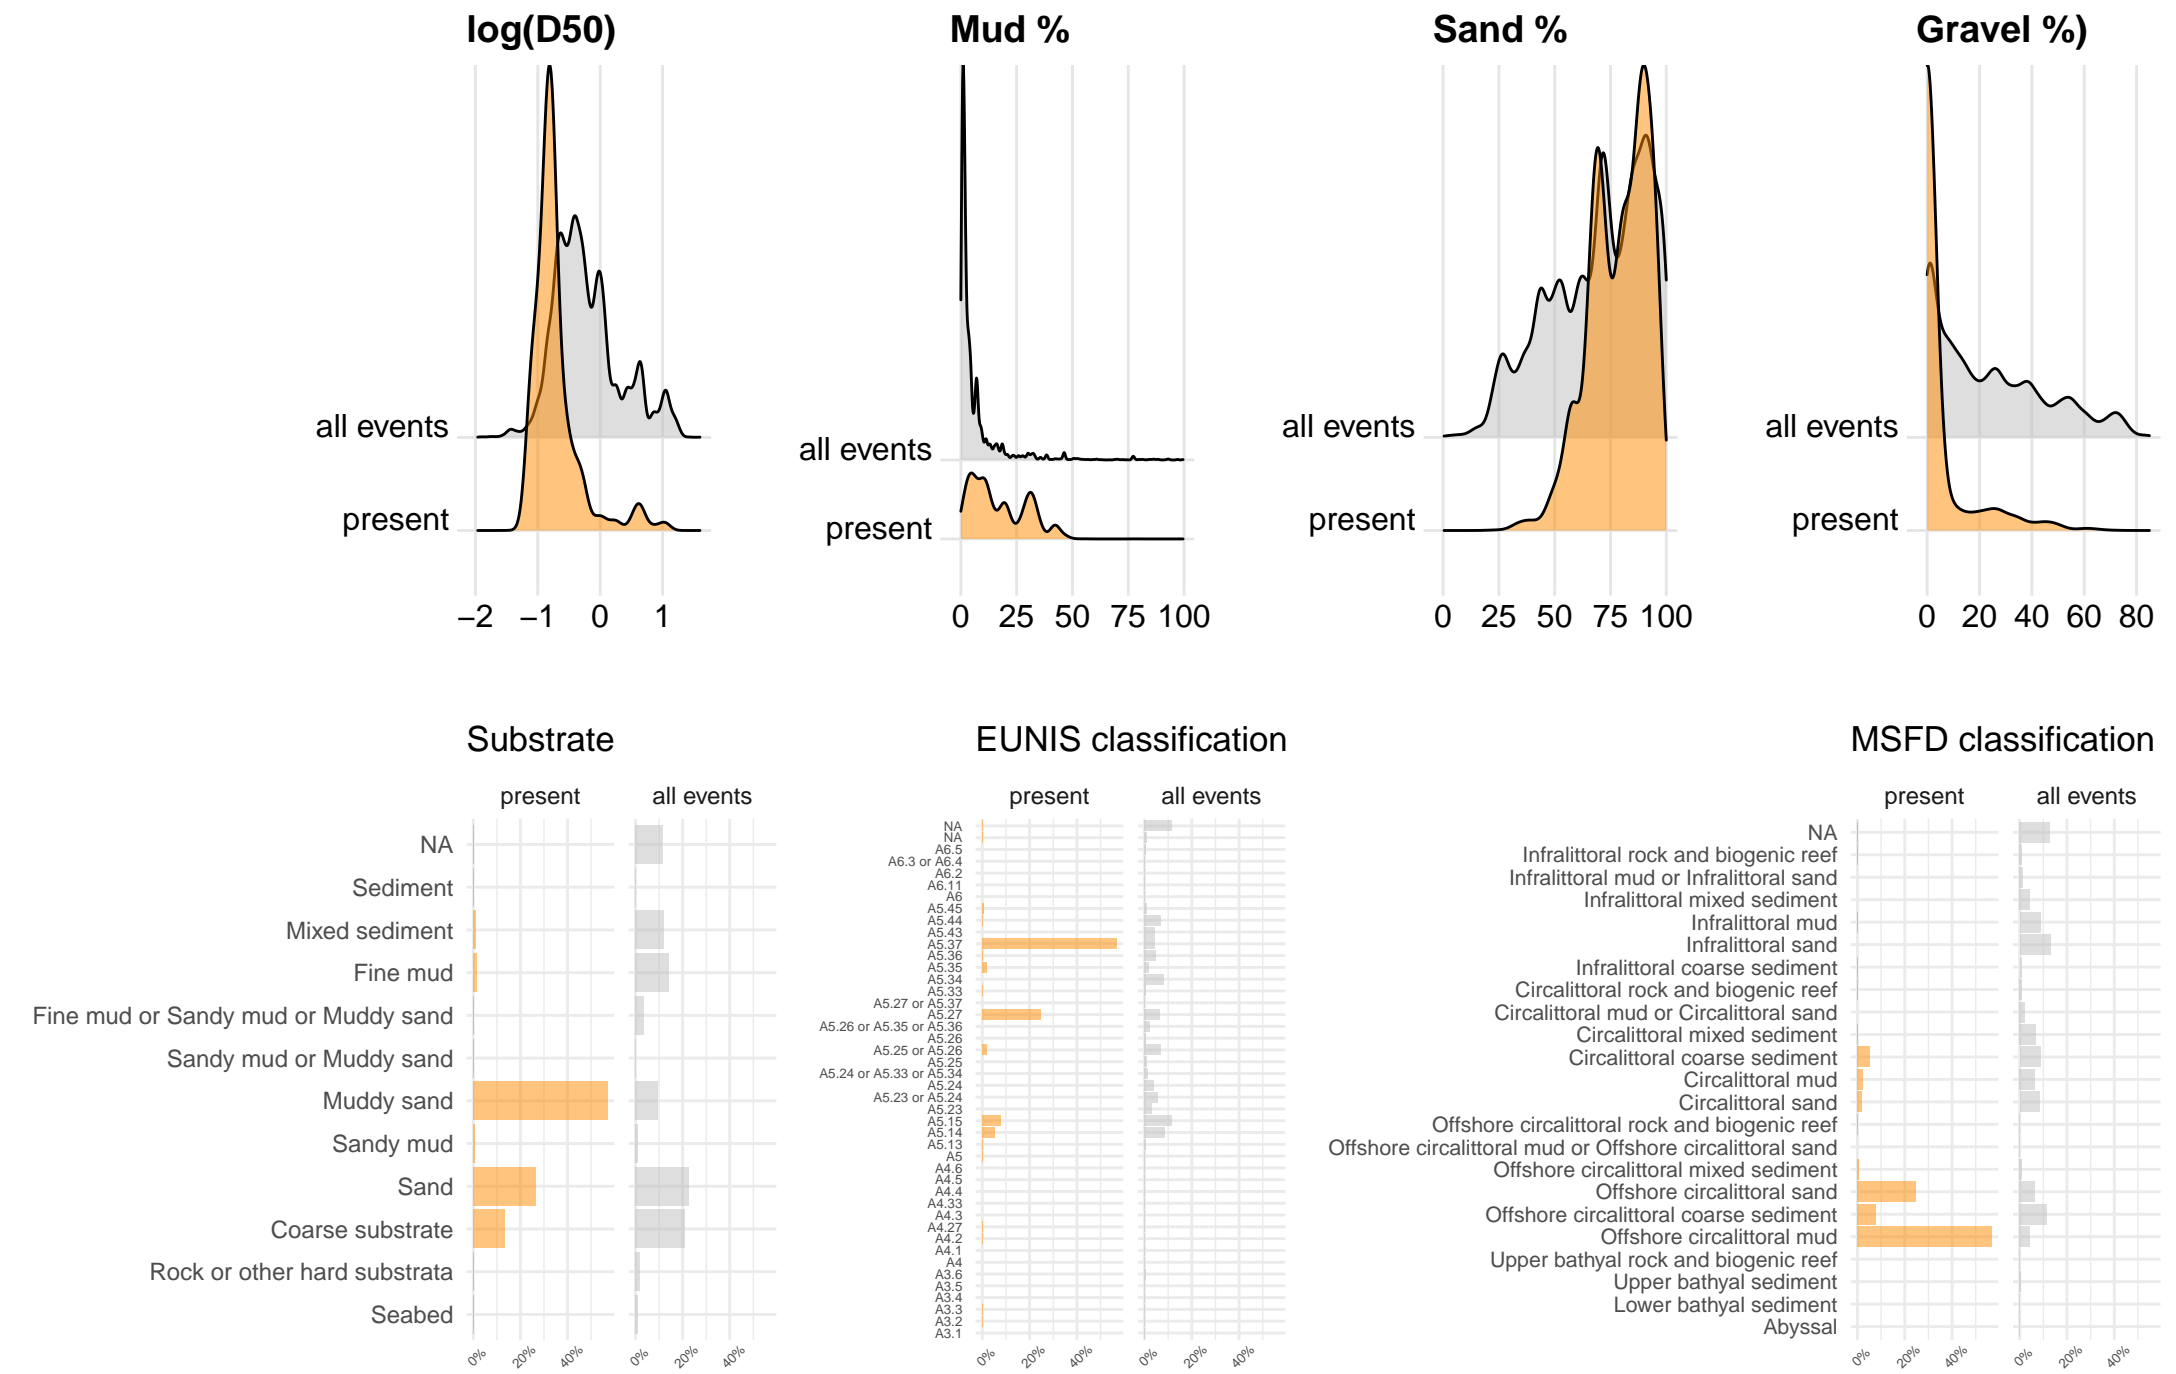 log(D50)
Mud %
Sand %
Gravel %)
all events
present
−2 −1 0 1
all events
present
0 25 50 75 100
all events
present
0 25 50 75 100
all events
present
0 20 40 60 80
Substrate
present all events
NA
Sediment
Mixed sediment
Fine mud
Fine mud or Sandy mud or Muddy sand
Sandy mud or Muddy sand
Muddy sand
Sandy mud
Sand
Coarse substrate
Rock or other hard substrata
Seabed
0% 20% 40% 0% 20% 40%
EUNIS classification
present all events
NA
NA
A6.5
A6.3 or A6.4
A6.2
A6.11
A6
A5.45
A5.44
A5.43
A5.37
A5.36
A5.35
A5.34
A5.33
A5.27 or A5.37
A5.27
A5.26 or A5.35 or A5.36
A5.26
A5.25 or A5.26
A5.25
A5.24 or A5.33 or A5.34
A5.24
A5.23 or A5.24
A5.23
A5.15
A5.14
A5.13
A5
A4.6
A4.5
A4.4
A4.33
A4.3
A4.27
A4.2
A4.1
A4
A3.6
A3.5
A3.4
A3.3
A3.2
A3.1
0% 20% 40% 0% 20% 40%
MSFD classification
present all events
NA
Infralittoral rock and biogenic reef
Infralittoral mud or Infralittoral sand
Infralittoral mixed sediment
Infralittoral mud
Infralittoral sand
Infralittoral coarse sediment
Circalittoral rock and biogenic reef
Circalittoral mud or Circalittoral sand
Circalittoral mixed sediment
Circalittoral coarse sediment
Circalittoral mud
Circalittoral sand
Offshore circalittoral rock and biogenic reef
Offshore circalittoral mud or Offshore circalittoral sand
Offshore circalittoral mixed sediment
Offshore circalittoral sand
Offshore circalittoral coarse sediment
Offshore circalittoral mud
Upper bathyal rock and biogenic reef
Upper bathyal sediment
Lower bathyal sediment
Abyssal
0% 20% 40% 0% 20% 40%